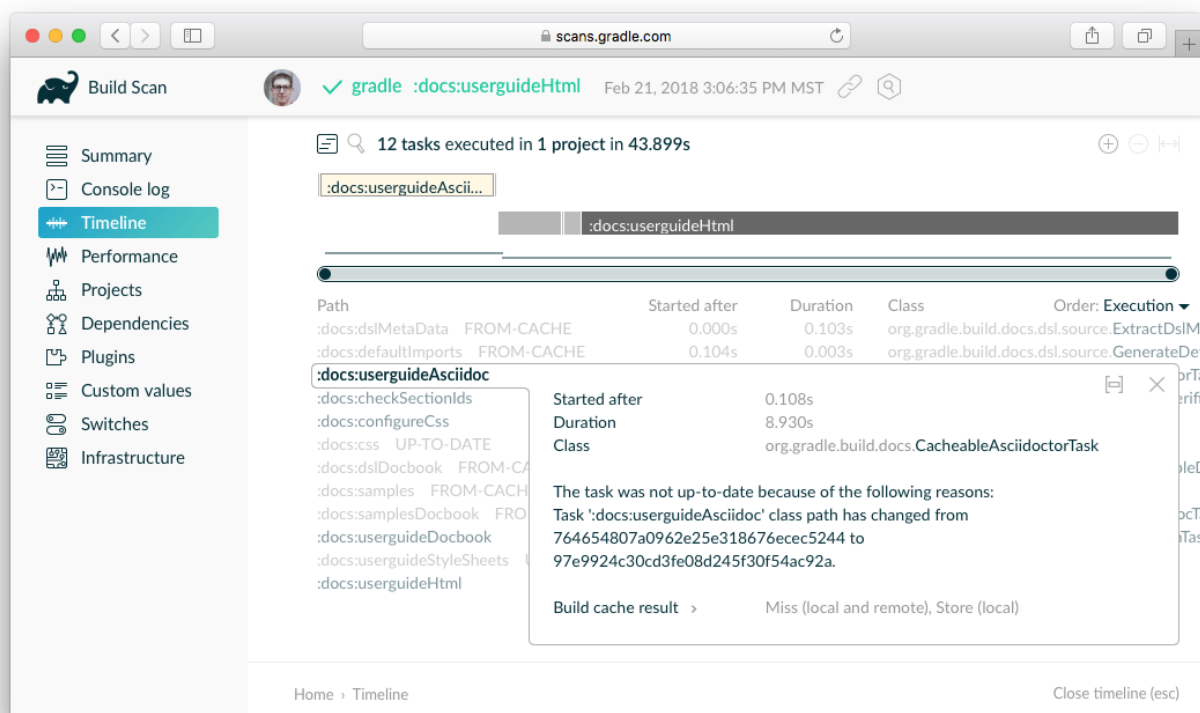 scans.gradle.com
Build Scan
gradle :docs:userguideHtml Feb 21, 2018 3:06:35 PM MST
Summary
Console log
Timeline
Performance
Projects
Dependencies
Plugins
Custom values
Switches
Infrastructure
12 tasks executed in 1 project in 43.899s
:docs:userguideAscii...
:docs:userguideHtml
Path Started after Duration Class Order: Execution
:docs:dslMetaData FROM-CACHE 0.000s 0.103s org.gradle.build.docs.dsl.source.ExtractDslM
:docs:defaultImports FROM-CACHE 0.104s 0.003s org.gradle.build.docs.dsl.source.GenerateDe
:docs:userguideAsciidoc
:docs:checkSectionIds
:docs:configureCss
:docs:css UP-TO-DATE
:docs:dslDocbook FROM-CA
:docs:samples FROM-CACH
:docs:samplesDocbook FRO
:docs:userguideDocbook
:docs:userguideStyleSheets
:docs:userguideHtml
Started after 0.108s
Duration 8.930s
Class org.gradle.build.docs.CacheableAsciidoctorTask
The task was not up-to-date because of the following reasons:
Task ':docs:userguideAsciidoc' class path has changed from
764654807a0962e25e318676ecec5244 to
97e9924c30cd3fe08d245f30f54ac92a.
Build cache result › Miss (local and remote), Store (local)
Home › Timeline
Close timeline (esc)